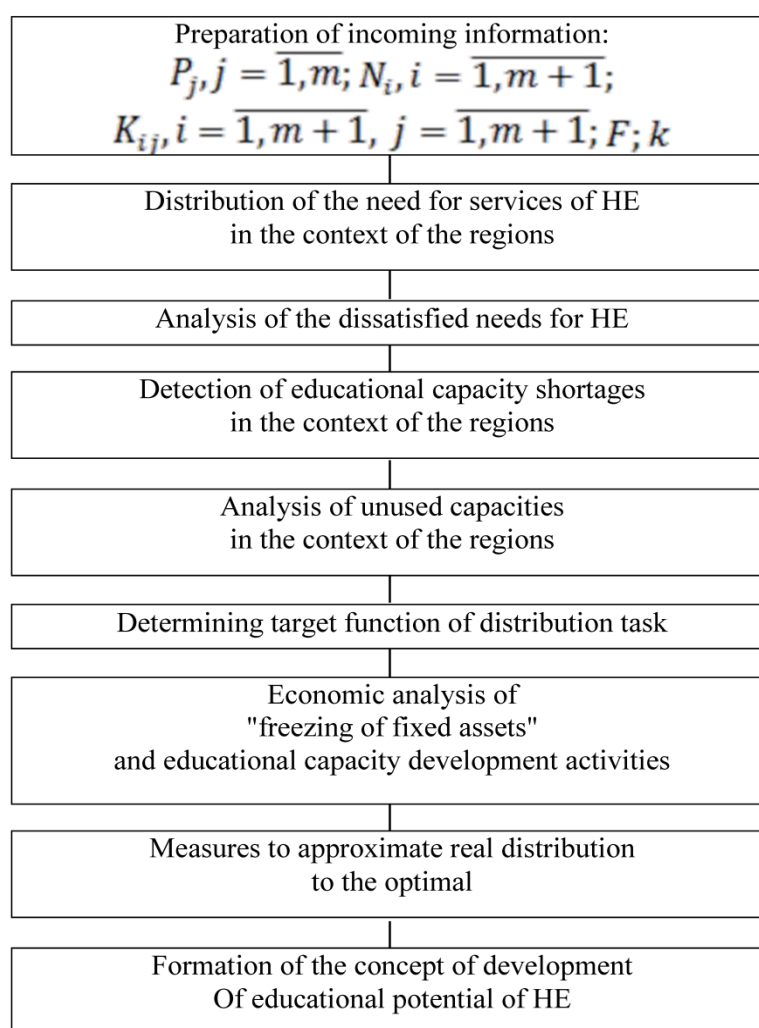 Preparation of incoming information:
$P_j, j = \overline{1,m}; N_i, i = \overline{1,m+1};$
$K_{ij}, i = \overline{1,m+1}, j = \overline{1,m+1}; F; k$
Distribution of the need for services of HE
in the context of the regions
Analysis of the dissatisfied needs for HE
Detection of educational capacity shortages
in the context of the regions
Analysis of unused capacities
in the context of the regions
Determining target function of distribution task
Economic analysis of
"freezing of fixed assets"
and educational capacity development activities
Measures to approximate real distribution
to the optimal
Formation of the concept of development
Of educational potential of HE